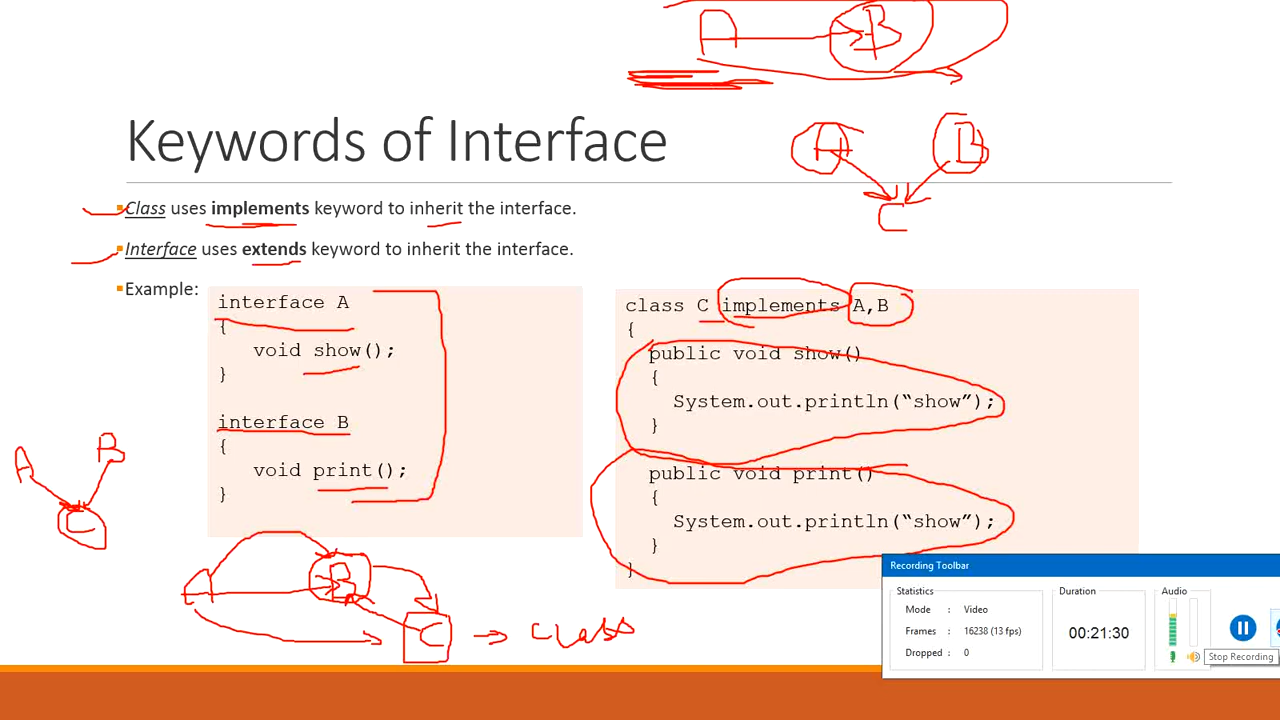 A B
A B
C
Keywords of Interface
Class uses implements keyword to inherit the interface.
Interface uses extends keyword to inherit the interface.
Example:
interface A
{
void show();
}
interface B
{
void print();
}
class C implements A,B
{
public void show()
{
System.out.println(“show”);
}
public void print()
{
System.out.println(“show”);
}
}
A B
C
A B
C → class
Recording Toolbar
Statistics
Mode : Video
Frames : 16238 (13 fps)
Dropped : 0
Duration
00:21:30
Audio
Stop Recording